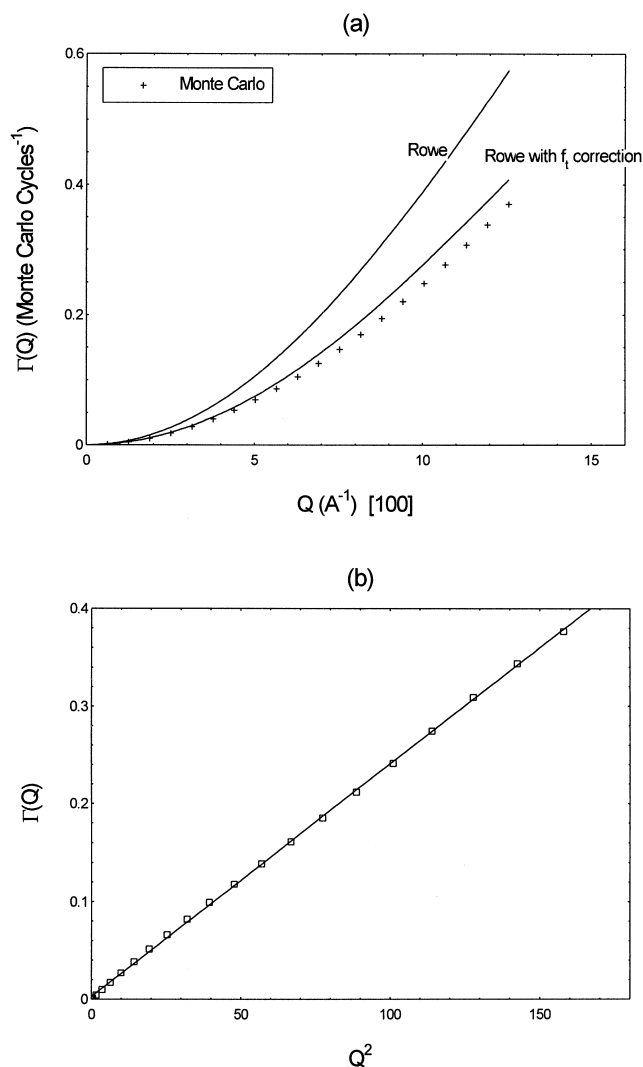 (a)
0.6
Monte Carlo
Rowe
Rowe with f_t correction
0.4
Γ(Q) (Monte Carlo Cycles⁻¹)
0.2
0
0 5 10 15
Q (A⁻¹) [100]
(b)
0.4
0.3
Γ(Q)
0.2
0.1
0
0 50 100 150
Q²